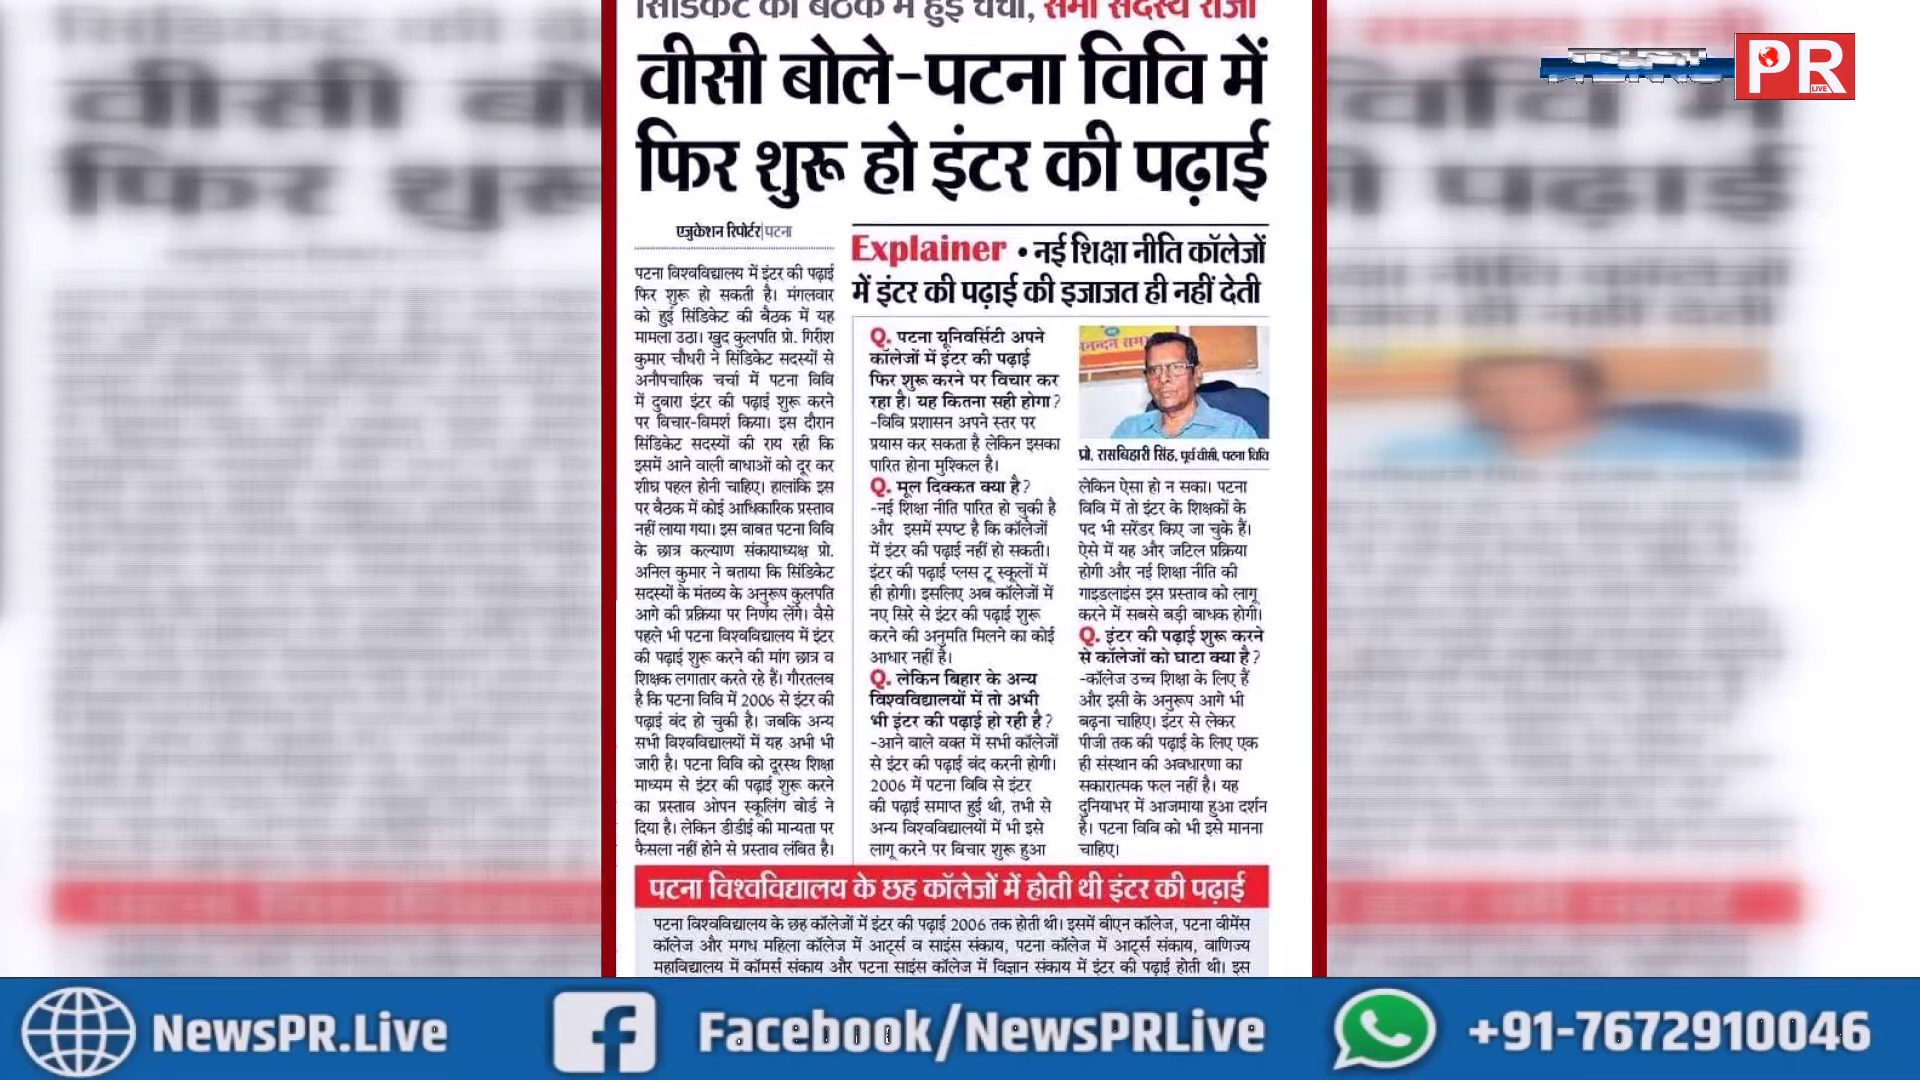 सिंडिकेट की बैठक में हुई चर्चा, सभी सदस्य राजी
वीसी बोले-पटना विवि में
फिर शुरू हो इंटर की पढ़ाई
एजुकेशन रिपोर्टर|पटना
पटना विश्वविद्यालय में इंटर की पढ़ाई
फिर शुरू हो सकती है। मंगलवार
को हुई सिंडिकेट की बैठक में यह
मामला उठा। खुद कुलपति प्रो. गिरीश
कुमार चौधरी ने सिंडिकेट सदस्यों से
अनौपचारिक चर्चा में पटना विवि
में दुबारा इंटर की पढ़ाई शुरू करने
पर विचार-विमर्श किया। इस दौरान
सिंडिकेट सदस्यों की राय रही कि
इसमें आने वाली बाधाओं को दूर कर
शीघ्र पहल होनी चाहिए। हालांकि इस
पर बैठक में कोई आधिकारिक प्रस्ताव
नहीं लाया गया। इस बाबत पटना विवि
के छात्र कल्याण संकायाध्यक्ष प्रो.
अनिल कुमार ने बताया कि सिंडिकेट
सदस्यों के मंतव्य के अनुरूप कुलपति
आगे की प्रक्रिया पर निर्णय लेंगे। वैसे
पहले भी पटना विश्वविद्यालय में इंटर
की पढ़ाई शुरू करने की मांग छात्र व
शिक्षक लगातार करते रहे हैं। गौरतलब
है कि पटना विवि में 2006 से इंटर की
पढ़ाई बंद हो चुकी है। जबकि अन्य
सभी विश्वविद्यालयों में यह अभी भी
जारी है। पटना विवि को दूरस्थ शिक्षा
माध्यम से इंटर की पढ़ाई शुरू करने
का प्रस्ताव ओपन स्कूलिंग बोर्ड ने
दिया है। लेकिन डीडीई की मान्यता पर
फैसला नहीं होने से प्रस्ताव लंबित है।
Explainer • नई शिक्षा नीति कॉलेजों
में इंटर की पढ़ाई की इजाजत ही नहीं देती
Q. पटना यूनिवर्सिटी अपने
कॉलेजों में इंटर की पढ़ाई
फिर शुरू करने पर विचार कर
रहा है। यह कितना सही होगा?
-विवि प्रशासन अपने स्तर पर
प्रयास कर सकता है लेकिन इसका
पारित होना मुश्किल है।
Q. मूल दिक्कत क्या है?
-नई शिक्षा नीति पारित हो चुकी है
और इसमें स्पष्ट है कि कॉलेजों
में इंटर की पढ़ाई नहीं हो सकती।
इंटर की पढ़ाई प्लस टू स्कूलों में
ही होगी। इसलिए अब कॉलेजों में
नए सिरे से इंटर की पढ़ाई शुरू
करने की अनुमति मिलने का कोई
आधार नहीं है।
Q. लेकिन बिहार के अन्य
विश्वविद्यालयों में तो अभी
भी इंटर की पढ़ाई हो रही है?
-आने वाले वक्त में सभी कॉलेजों
से इंटर की पढ़ाई बंद करनी होगी।
2006 में पटना विवि से इंटर
की पढ़ाई समाप्त हुई थी, तभी से
अन्य विश्वविद्यालयों में भी इसे
लागू करने पर विचार शुरू हुआ
प्रो. रासबिहारी सिंह, पूर्व वीसी, पटना विवि
लेकिन ऐसा हो न सका। पटना
विवि में तो इंटर के शिक्षकों के
पद भी सरेंडर किए जा चुके हैं।
ऐसे में यह और जटिल प्रक्रिया
होगी और नई शिक्षा नीति की
गाइडलाइंस इस प्रस्ताव को लागू
करने में सबसे बड़ी बाधक होगी।
Q. इंटर की पढ़ाई शुरू करने
से कॉलेजों को घाटा क्या है?
-कॉलेज उच्च शिक्षा के लिए हैं
और इसी के अनुरूप आगे भी
बढ़ना चाहिए। इंटर से लेकर
पीजी तक की पढ़ाई के लिए एक
ही संस्थान की अवधारणा का
सकारात्मक फल नहीं है। यह
दुनियाभर में आजमाया हुआ दर्शन
है। पटना विवि को भी इसे मानना
चाहिए।
पटना विश्वविद्यालय के छह कॉलेजों में होती थी इंटर की पढ़ाई
पटना विश्वविद्यालय के छह कॉलेजों में इंटर की पढ़ाई 2006 तक होती थी। इसमें बीएन कॉलेज, पटना वीमेंस
कॉलेज और मगध महिला कॉलेज में आर्ट्स व साइंस संकाय, पटना कॉलेज में आर्ट्स संकाय, वाणिज्य
महाविद्यालय में कॉमर्स संकाय और पटना साइंस कॉलेज में विज्ञान संकाय में इंटर की पढ़ाई होती थी। इस
PR
LIVE
NewsPR.Live
Facebook/NewsPRLive
+91-7672910046